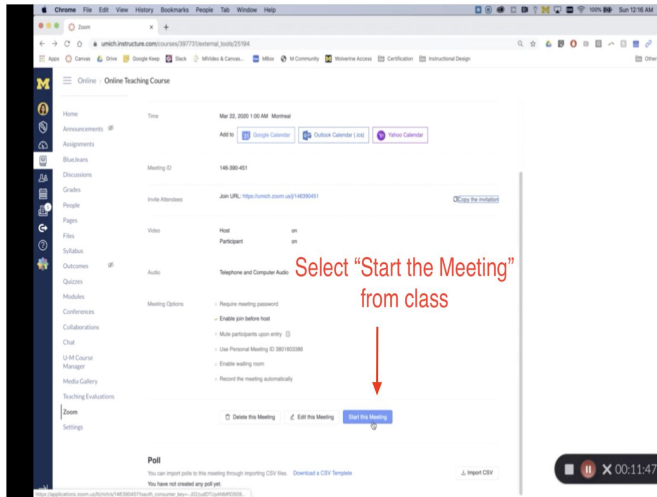 Chrome File Edit View History Bookmarks People Tab Window Help
100% Sun 12:16 AM
Zoom
umich.instructure.com/courses/397731/external_tools/25194
Apps Canvas Drive Google Keep Slack MiVideo & Canvas... MBox M Community Wolverine Access Certification Instructional Design Other
Online Online Teaching Course
Home
Announcements
Assignments
BlueJeans
Discussions
Grades
People
Pages
Files
Syllabus
Outcomes
Quizzes
Modules
Conferences
Collaborations
Chat
U-M Course
Manager
Media Gallery
Teaching Evaluations
Zoom
Settings
Time Mar 22, 2020 1:00 AM Montreal
Add to Google Calendar Outlook Calendar (.ics) Yahoo Calendar
Meeting ID 148-390-451
Invite Attendees Join URL: https://umich.zoom.us/j/148390451 Copy the invitation
Video Host on
Participant on
Audio Telephone and Computer Audio
Select “Start the Meeting”
from class
Meeting Options Require meeting password
Enable join before host
Mute participants upon entry
Use Personal Meeting ID 3801603386
Enable waiting room
Record the meeting automatically
Delete this Meeting Edit this Meeting Start this Meeting
Poll
You can import polls to this meeting through importing CSV files. Download a CSV Template Import CSV
You have not created any poll yet.
00:11:47